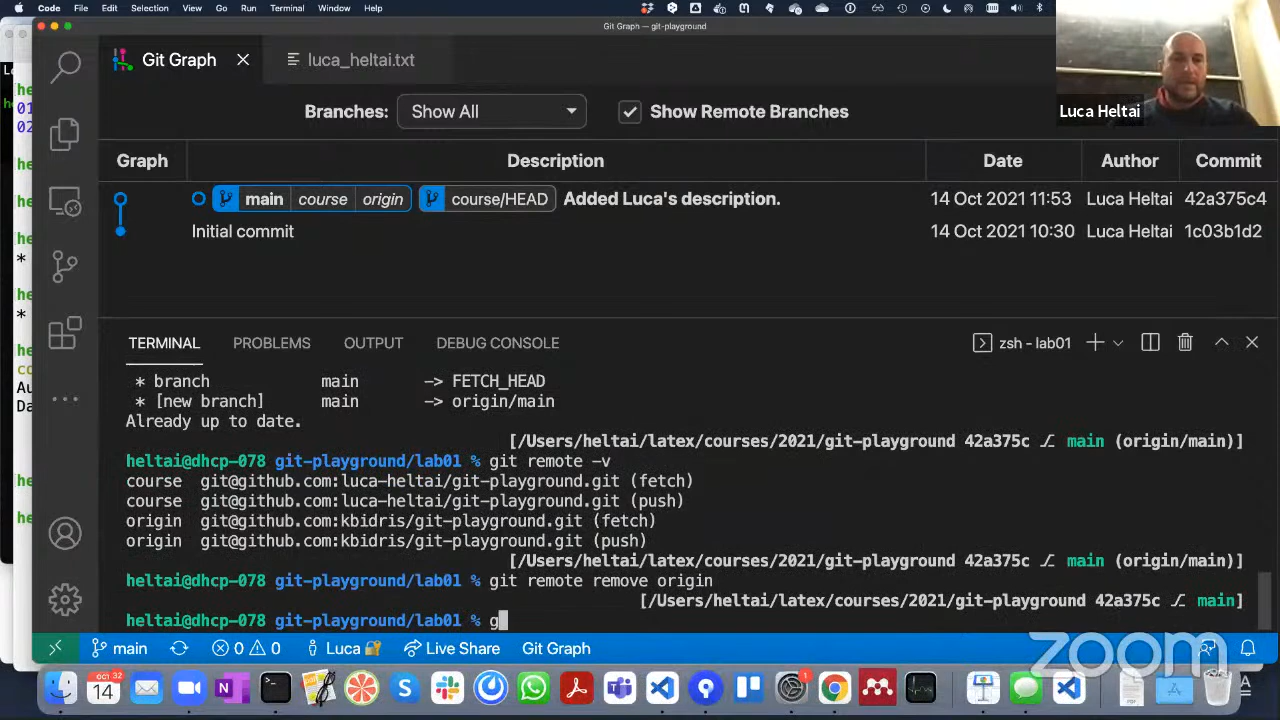 Code File Edit Selection View Go Run Terminal Window Help
Git Graph — git-playground
Git Graph luca_heltai.txt
Luca Heltai
Branches: Show All Show Remote Branches
Graph Description Date Author Commit
main course origin course/HEAD Added Luca's description. 14 Oct 2021 11:53 Luca Heltai 42a375c4
Initial commit 14 Oct 2021 10:30 Luca Heltai 1c03b1d2
TERMINAL PROBLEMS OUTPUT DEBUG CONSOLE zsh - lab01
* branch main -> FETCH_HEAD
* [new branch] main -> origin/main
Already up to date.
[/Users/heltai/latex/courses/2021/git-playground 42a375c ⌥ main (origin/main)]
heltai@dhcp-078 git-playground/lab01 % git remote -v
course git@github.com:luca-heltai/git-playground.git (fetch)
course git@github.com:luca-heltai/git-playground.git (push)
origin git@github.com:kbidris/git-playground.git (fetch)
origin git@github.com:kbidris/git-playground.git (push)
[/Users/heltai/latex/courses/2021/git-playground 42a375c ⌥ main (origin/main)]
heltai@dhcp-078 git-playground/lab01 % git remote remove origin
[/Users/heltai/latex/courses/2021/git-playground 42a375c ⌥ main]
heltai@dhcp-078 git-playground/lab01 % g
main 0 0 Luca Live Share Git Graph
zoom
OCT
14
1